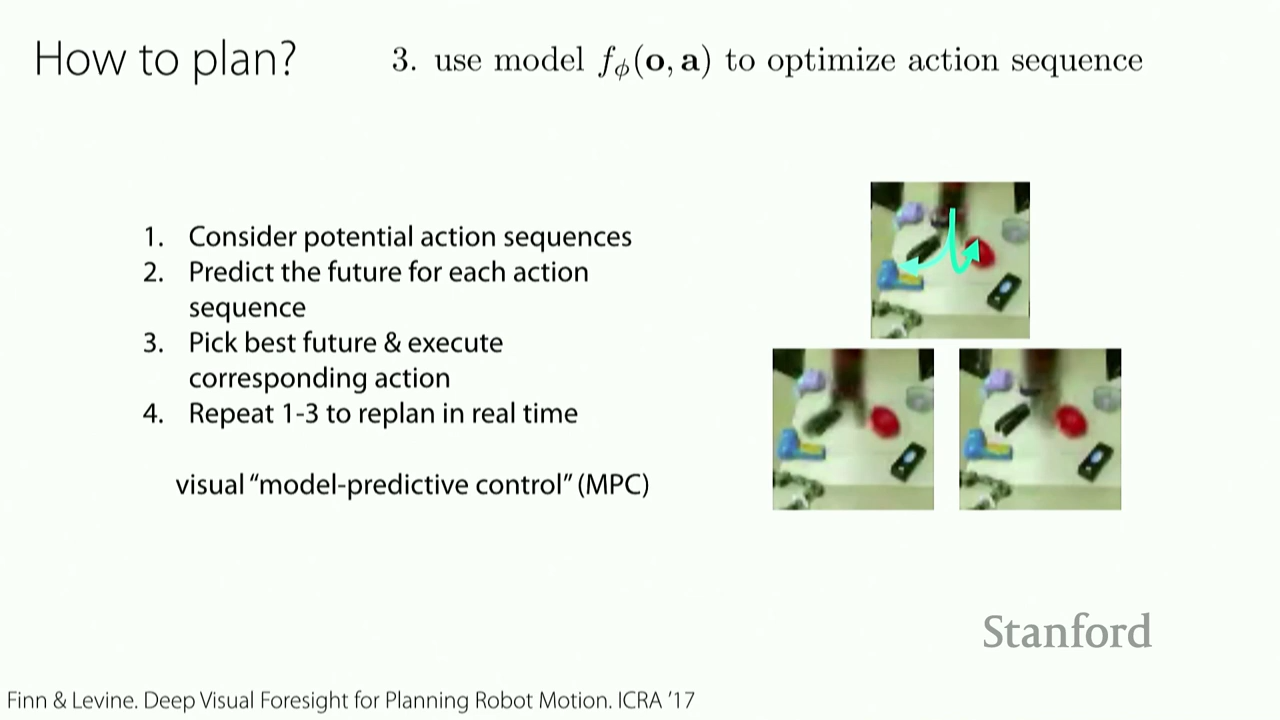 How to plan?
3. use model f_ϕ(o, a) to optimize action sequence
1. Consider potential action sequences
2. Predict the future for each action
sequence
3. Pick best future & execute
corresponding action
4. Repeat 1-3 to replan in real time
visual “model-predictive control” (MPC)
Stanford
Finn & Levine. Deep Visual Foresight for Planning Robot Motion. ICRA ’17